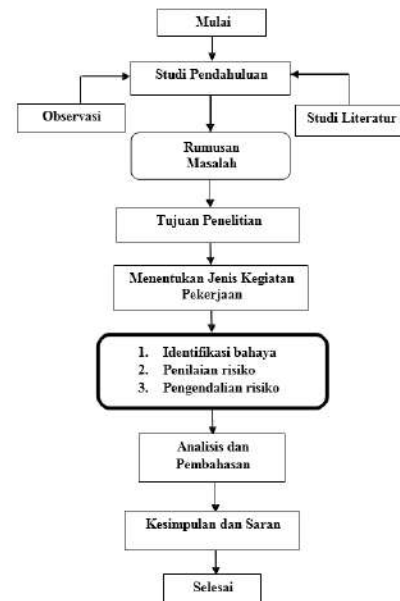 Mulai
Studi Pendahuluan
Observasi
Studi Literatur
Rumusan
Masalah
Tujuan Penelitian
Menentukan Jenis Kegiatan
Pekerjaan
1. Identifikasi bahaya
2. Penilaian risiko
3. Pengendalian risiko
Analisis dan
Pembahasan
Kesimpulan dan Saran
Selesai